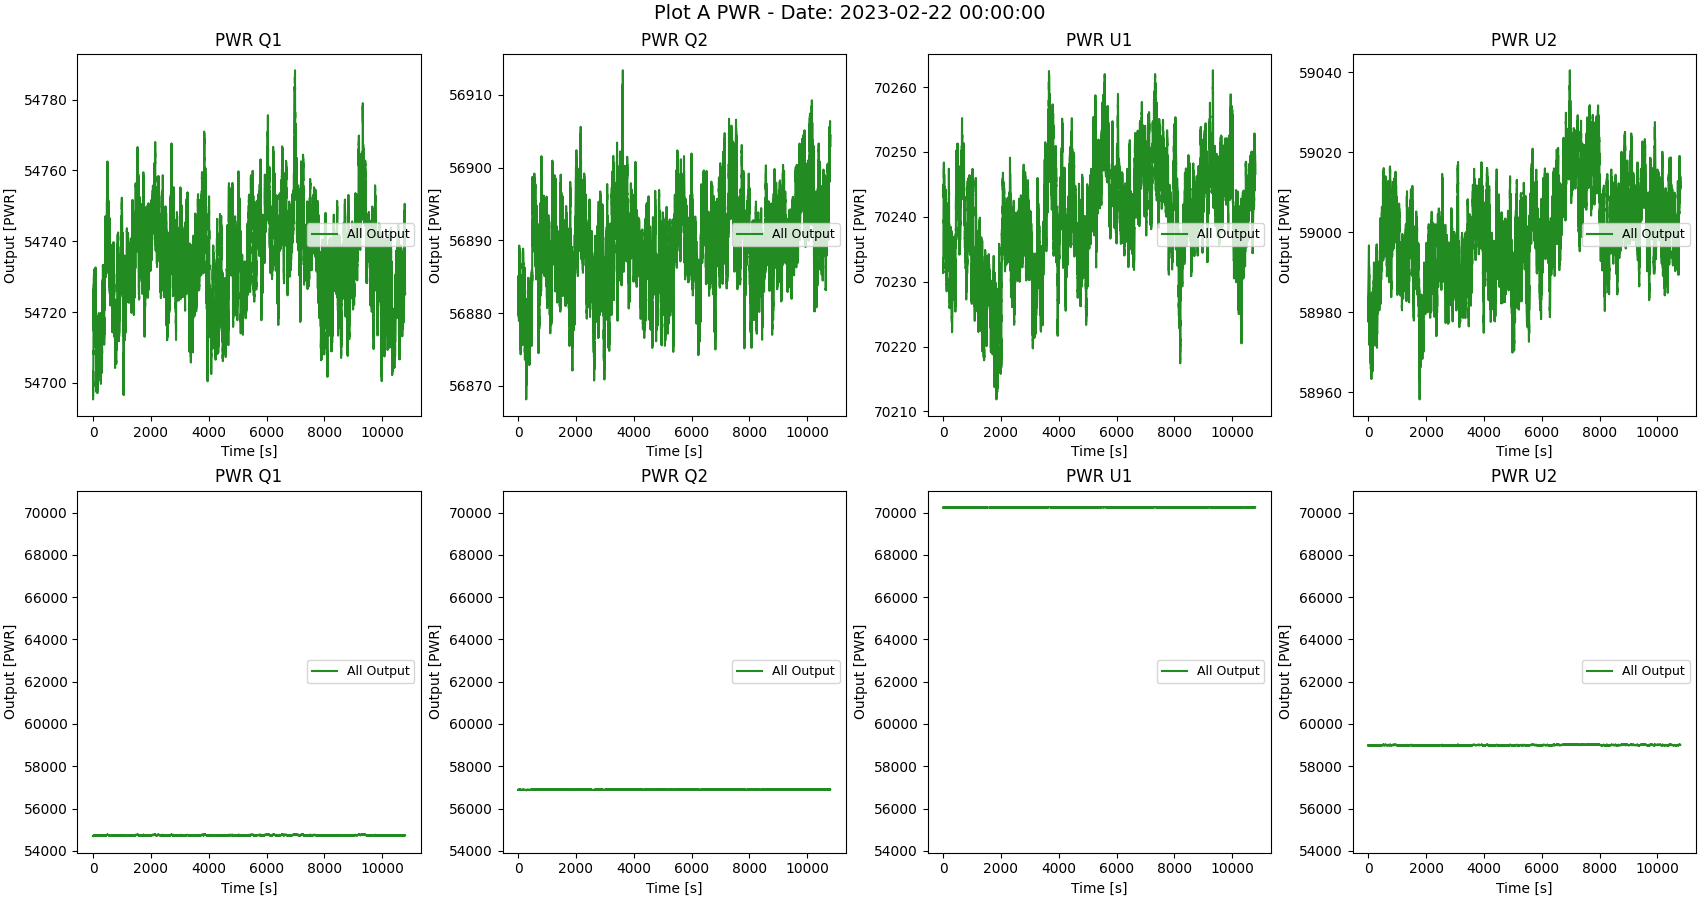 Plot A PWR - Date: 2023-02-22 00:00:00
PWR Q1
PWR Q2
PWR U1
PWR U2
Output [PWR]
54780
54760
54740
54720
54700
All Output
0 2000 4000 6000 8000 10000
Time [s]
Output [PWR]
56910
56900
56890
56880
56870
All Output
0 2000 4000 6000 8000 10000
Time [s]
Output [PWR]
70260
70250
70240
70230
70220
70210
All Output
0 2000 4000 6000 8000 10000
Time [s]
Output [PWR]
59040
59020
59000
58980
58960
All Output
0 2000 4000 6000 8000 10000
Time [s]
PWR Q1
PWR Q2
PWR U1
PWR U2
Output [PWR]
70000
68000
66000
64000
62000
60000
58000
56000
54000
All Output
0 2000 4000 6000 8000 10000
Time [s]
Output [PWR]
70000
68000
66000
64000
62000
60000
58000
56000
54000
All Output
0 2000 4000 6000 8000 10000
Time [s]
Output [PWR]
70000
68000
66000
64000
62000
60000
58000
56000
54000
All Output
0 2000 4000 6000 8000 10000
Time [s]
Output [PWR]
70000
68000
66000
64000
62000
60000
58000
56000
54000
All Output
0 2000 4000 6000 8000 10000
Time [s]